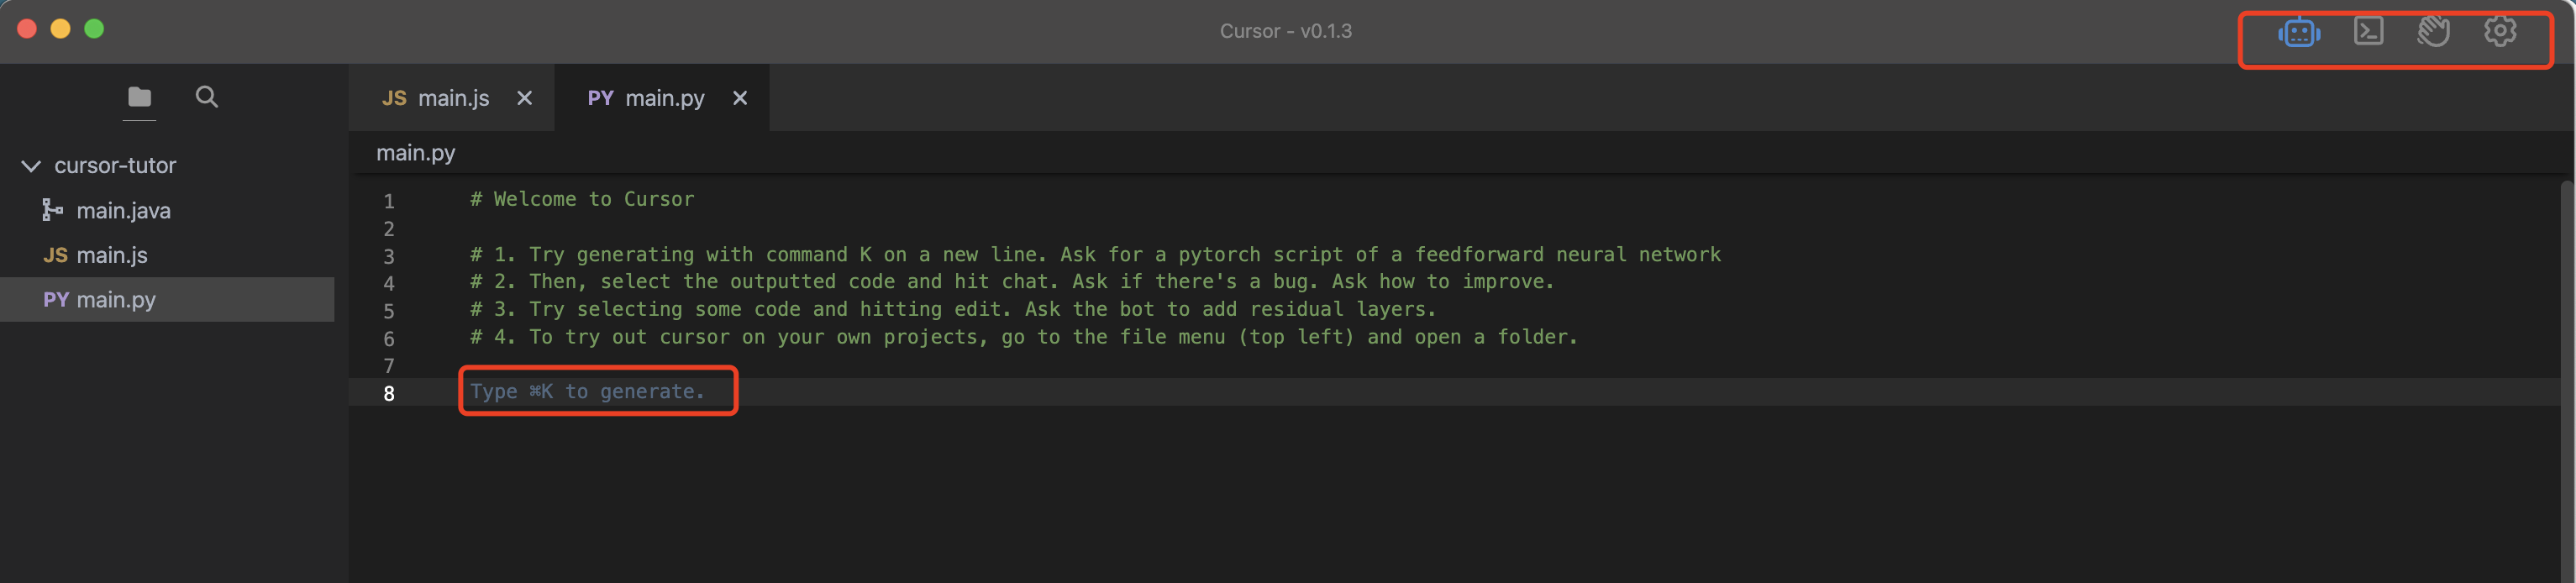 Cursor - v0.1.3
JS main.js
PY main.py
cursor-tutor
main.java
JS main.js
PY main.py
main.py
1 # Welcome to Cursor
2
3 # 1. Try generating with command K on a new line. Ask for a pytorch script of a feedforward neural network
4 # 2. Then, select the outputted code and hit chat. Ask if there's a bug. Ask how to improve.
5 # 3. Try selecting some code and hitting edit. Ask the bot to add residual layers.
6 # 4. To try out cursor on your own projects, go to the file menu (top left) and open a folder.
7
8 Type ⌘K to generate.